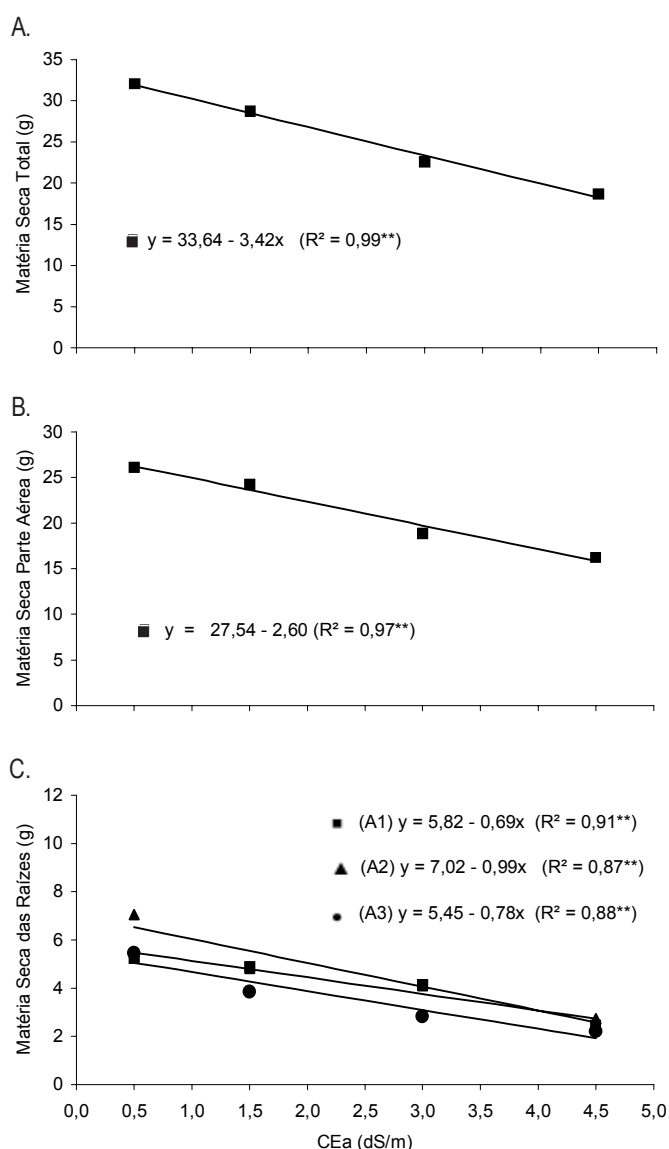 A.
35
30
25
20
15
10
5
0
Matéria Seca Total (g)
y = 33,64 - 3,42x (R² = 0,99**)
B.
30
25
20
15
10
5
0
Matéria Seca Parte Aérea (g)
y = 27,54 - 2,60 (R² = 0,97**)
C.
12
10
8
6
4
2
0
Matéria Seca das Raízes (g)
(A1) y = 5,82 - 0,69x (R² = 0,91**)
(A2) y = 7,02 - 0,99x (R² = 0,87**)
(A3) y = 5,45 - 0,78x (R² = 0,88**)
0,0 0,5 1,0 1,5 2,0 2,5 3,0 3,5 4,0 4,5 5,0
CEa (dS/m)